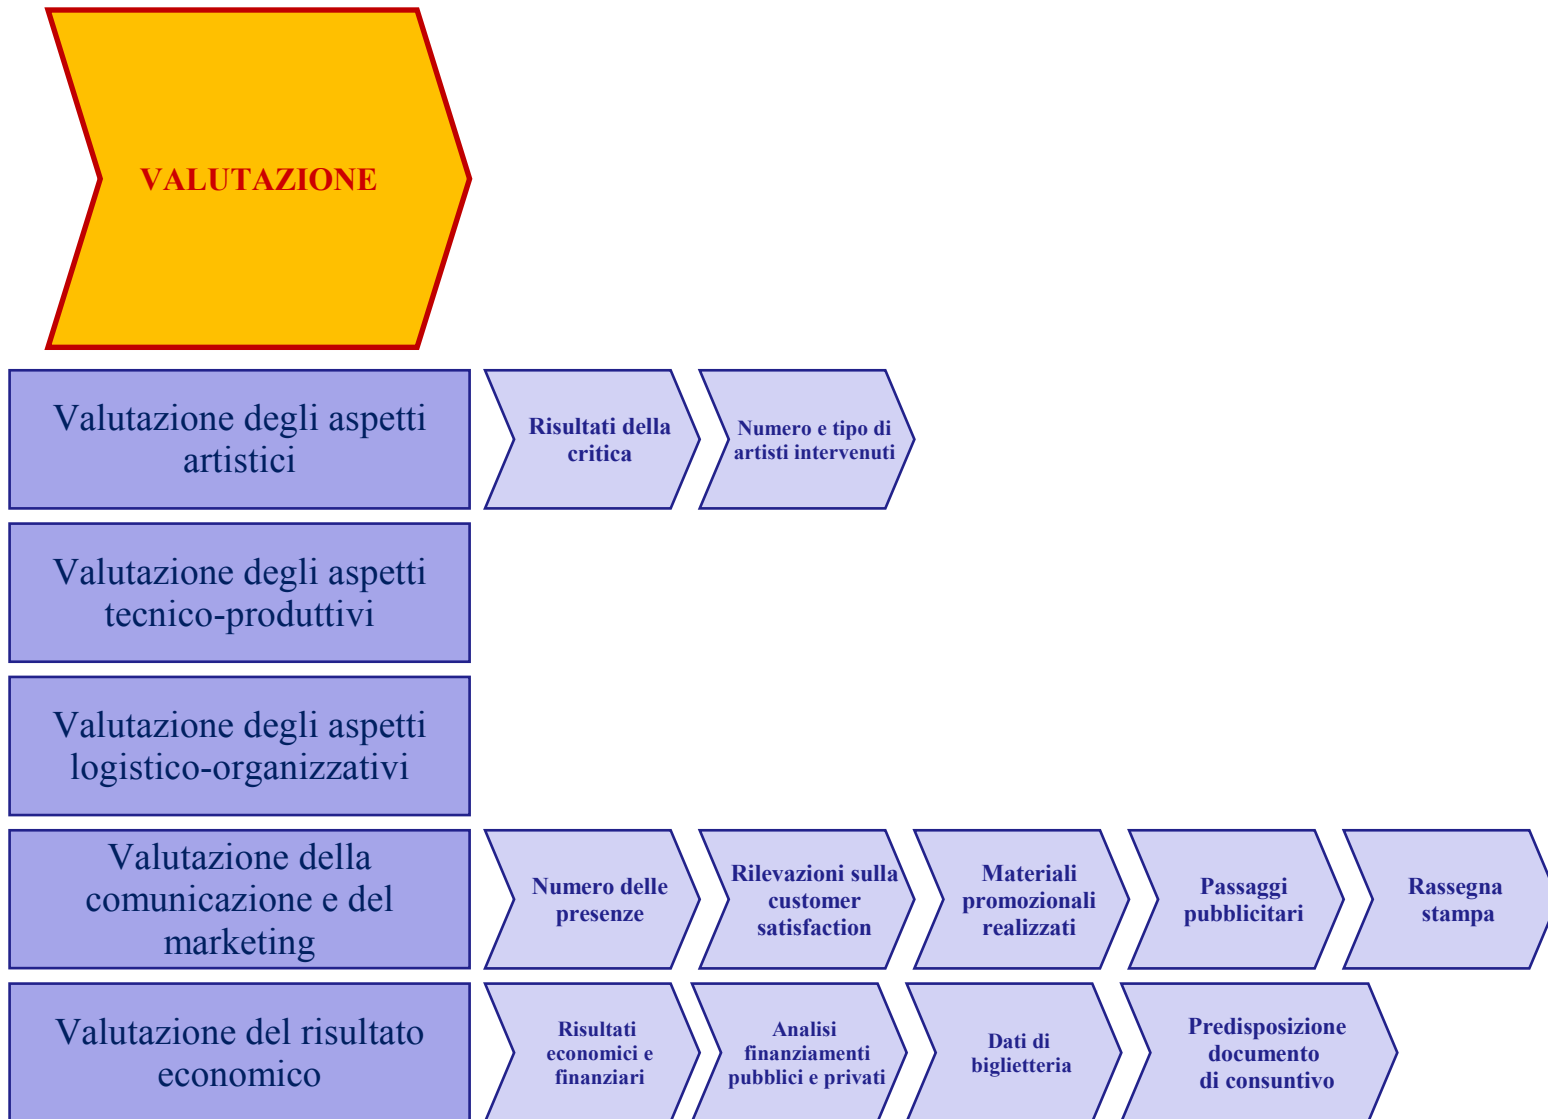 VALUTAZIONE
Valutazione degli aspetti
artistici
Risultati della
critica
Numero e tipo di
artisti intervenuti
Valutazione degli aspetti
tecnico-produttivi
Valutazione degli aspetti
logistico-organizzativi
Valutazione della
comunicazione e del
marketing
Numero delle
presenze
Rilevazioni sulla
customer
satisfaction
Materiali
promozionali
realizzati
Passaggi
pubblicitari
Rassegna
stampa
Valutazione del risultato
economico
Risultati
economici e
finanziari
Analisi
finanziamenti
pubblici e privati
Dati di
biglietteria
Predisposizione
documento
di consuntivo